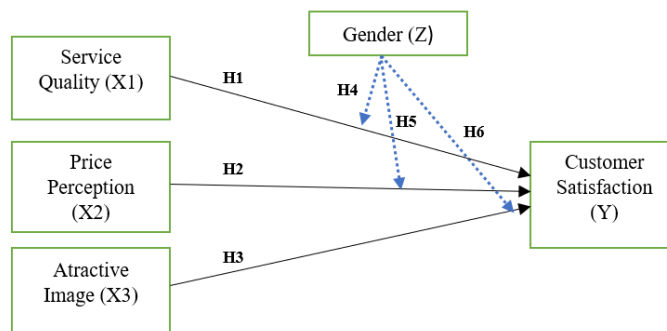 Gender (Z)
Service
Quality (X1)
H1
H4
H5
H6
Price
Perception
(X2)
H2
Customer
Satisfaction
(Y)
Atractive
Image (X3)
H3